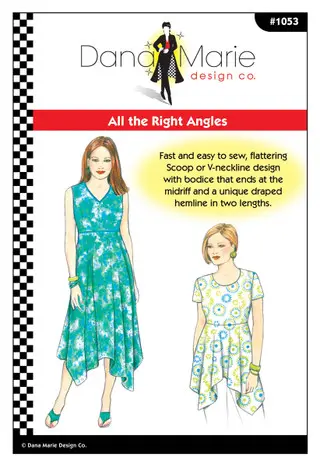 #1053
Dana Marie
design co.
All the Right Angles
Fast and easy to sew, flattering
Scoop or V-neckline design
with bodice that ends at the
midriff and a unique draped
hemline in two lengths.
© Dana Marie Design Co.